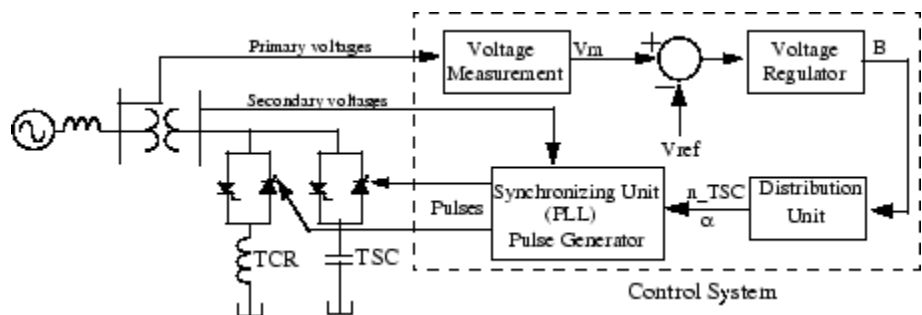 Primary voltages
Voltage
Measurement
Vm
+
−
Voltage
Regulator
B
Secondary voltages
Vref
Pulses
Synchronizing Unit
(PLL)
Pulse Generator
n_TSC
α
Distribution
Unit
TCR
TSC
Control System